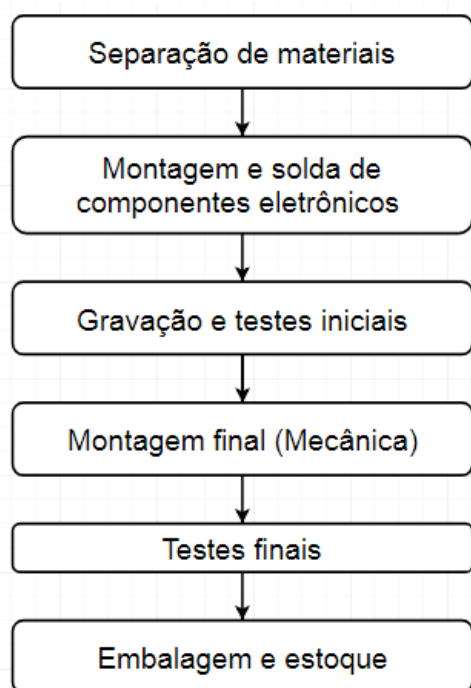 Separação de materiais
Montagem e solda de
componentes eletrônicos
Gravação e testes iniciais
Montagem final (Mecânica)
Testes finais
Embalagem e estoque